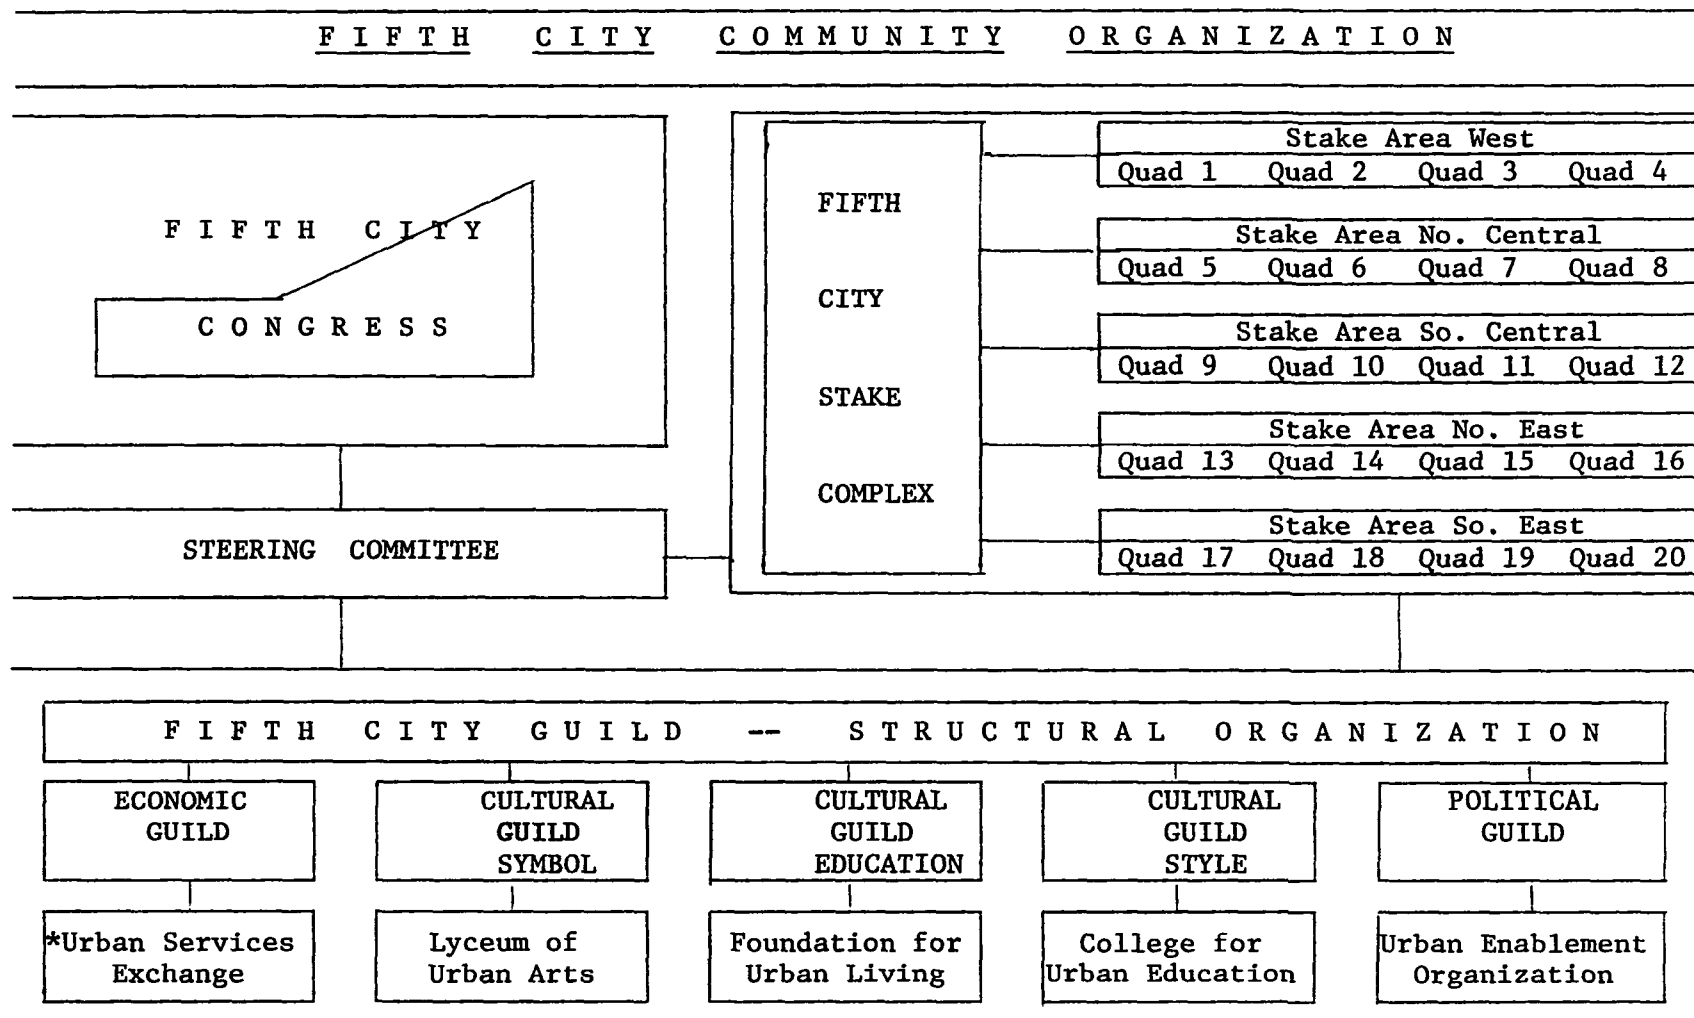 FIFTH CITY COMMUNITY ORGANIZATION
FIFTH CITY
CONGRESS
STEERING COMMITTEE
FIFTH
CITY
STAKE
COMPLEX
Stake Area West
Quad 1 Quad 2 Quad 3 Quad 4
Stake Area No. Central
Quad 5 Quad 6 Quad 7 Quad 8
Stake Area So. Central
Quad 9 Quad 10 Quad 11 Quad 12
Stake Area No. East
Quad 13 Quad 14 Quad 15 Quad 16
Stake Area So. East
Quad 17 Quad 18 Quad 19 Quad 20
FIFTH CITY GUILD -- STRUCTURAL ORGANIZATION
ECONOMIC
GUILD
CULTURAL
GUILD
SYMBOL
CULTURAL
GUILD
EDUCATION
CULTURAL
GUILD
STYLE
POLITICAL
GUILD
*Urban Services
Exchange
Lyceum of
Urban Arts
Foundation for
Urban Living
College for
Urban Education
Urban Enablement
Organization